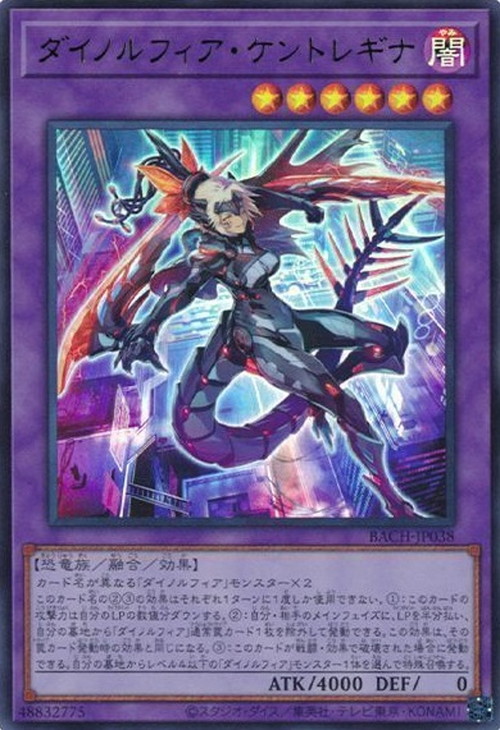 ダイノルフィア・ケントレギナ
闇
やみ
BACH-JP038
【恐竜族／融合／効果】
カード名が異なる「ダイノルフィア」モンスター×2
このカード名の②③の効果はそれぞれ1ターンに1度しか使用できない。①：このカードの
攻撃力は自分のLPの数値分ダウンする。②：自分・相手のメインフェイズに、LPを半分払い、
自分の墓地から「ダイノルフィア」通常罠カード1枚を除外して発動できる。この効果は、その
罠カード発動時の効果と同じになる。③：このカードが戦闘・効果で破壊された場合に発動
できる。自分の墓地からレベル4以下の「ダイノルフィア」モンスター1体を選んで特殊召喚する。
ATK/4000 DEF/ 0
48832775
©スタジオ・ダイス／集英社・テレビ東京・KONAMI